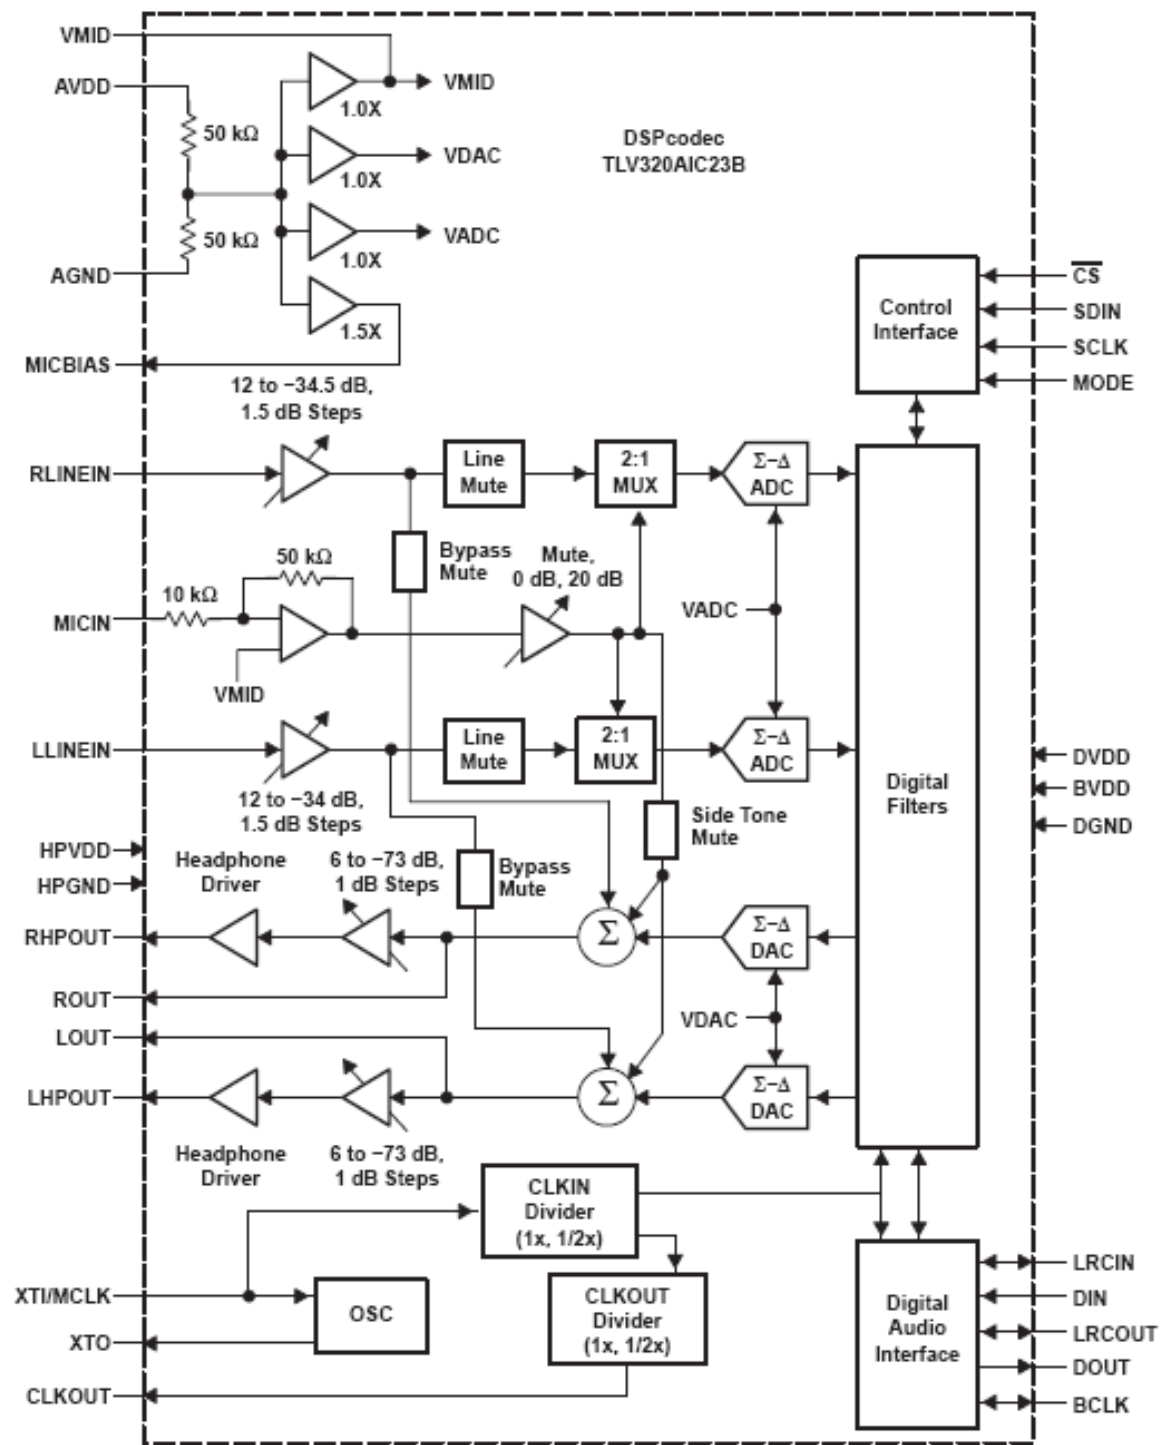 VMID
AVDD
50 kΩ
50 kΩ
AGND
MICBIAS
VMID
1.0X
VDAC
1.0X
VADC
1.0X
1.5X
DSPcodec
TLV320AIC23B
Control
Interface
CS
SDIN
SCLK
MODE
12 to −34.5 dB,
1.5 dB Steps
RLINEIN
Line
Mute
2:1
MUX
Σ−Δ
ADC
Bypass
Mute
Mute,
0 dB, 20 dB
50 kΩ
10 kΩ
MICIN
VMID
VADC
LLINEIN
Line
Mute
2:1
MUX
Σ−Δ
ADC
12 to −34 dB,
1.5 dB Steps
Digital
Filters
DVDD
BVDD
DGND
Side Tone
Mute
HPVDD
HPGND
Headphone
Driver
6 to −73 dB,
1 dB Steps
Bypass
Mute
RHPOUT
Σ
Σ−Δ
DAC
ROUT
LOUT
VDAC
LHPOUT
Σ
Σ−Δ
DAC
Headphone
Driver
6 to −73 dB,
1 dB Steps
CLKIN
Divider
(1x, 1/2x)
XTI/MCLK
OSC
XTO
CLKOUT
Divider
(1x, 1/2x)
CLKOUT
Digital
Audio
Interface
LRCIN
DIN
LRCOUT
DOUT
BCLK